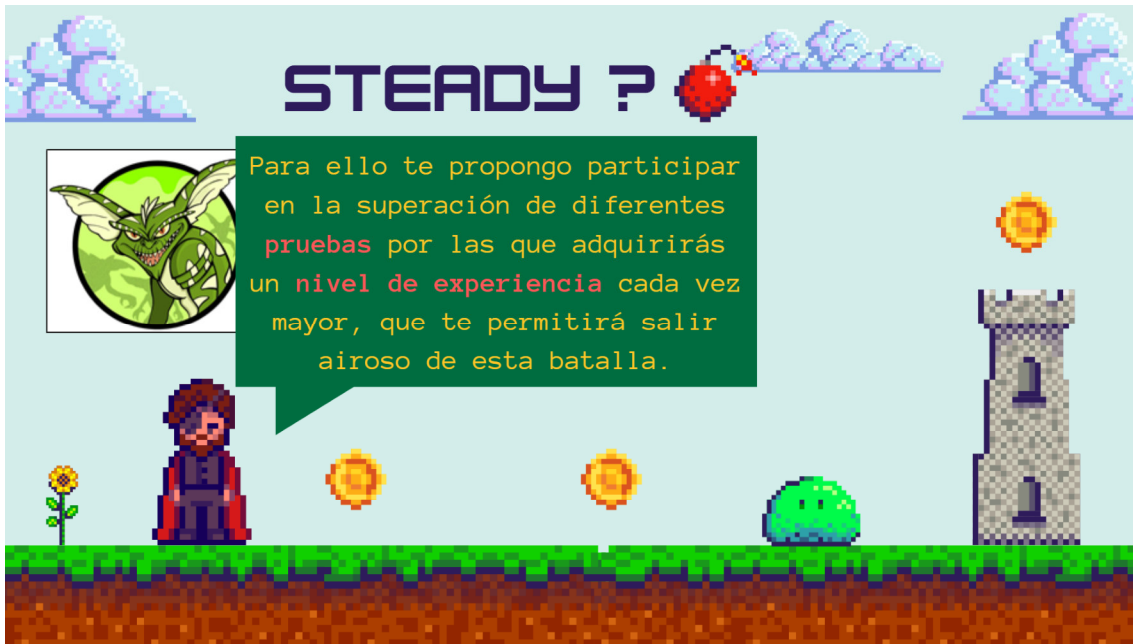 STEADY ?
Para ello te propongo participar
en la superación de diferentes
pruebas por las que adquirirás
un nivel de experiencia cada vez
mayor, que te permitirá salir
airoso de esta batalla.